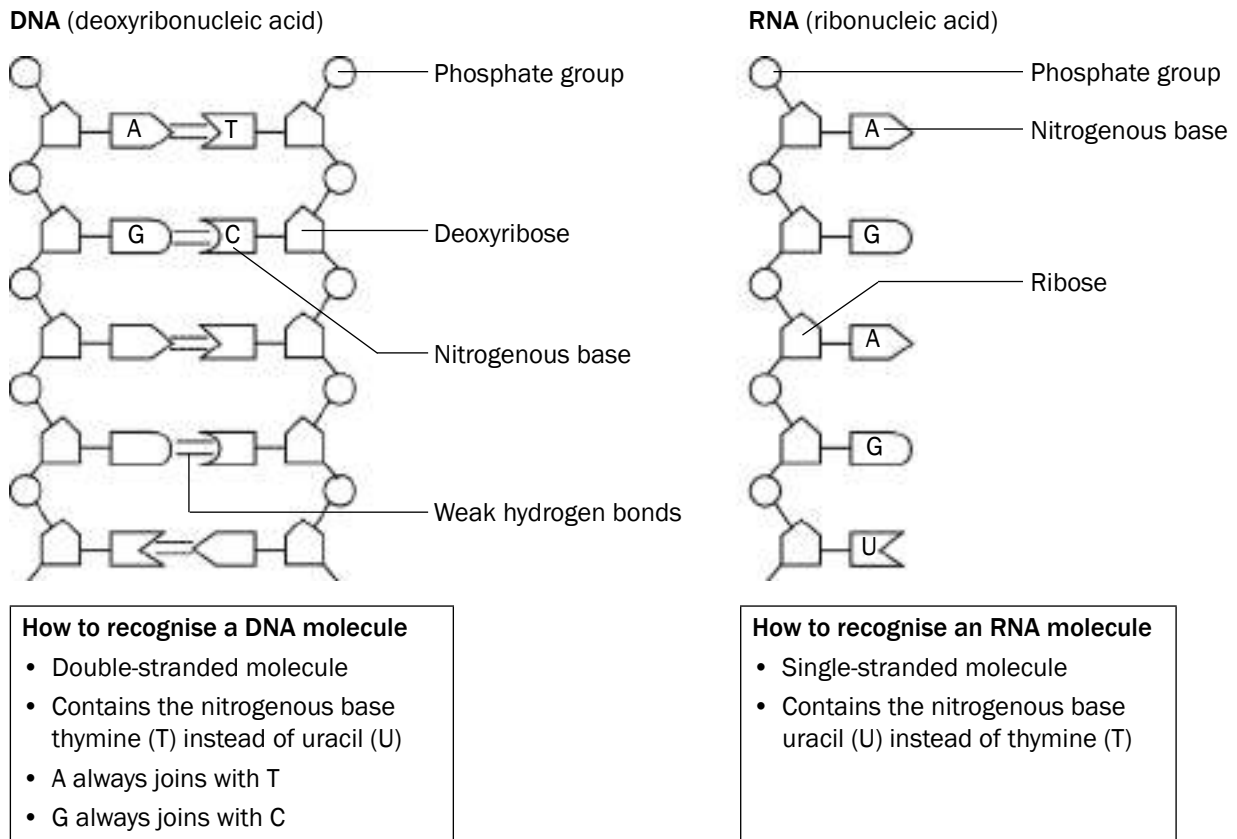 DNA (deoxyribonucleic acid)
Phosphate group
A T
G C
Deoxyribose
Nitrogenous base
Weak hydrogen bonds
How to recognise a DNA molecule
• Double-stranded molecule
• Contains the nitrogenous base
thymine (T) instead of uracil (U)
• A always joins with T
• G always joins with C
RNA (ribonucleic acid)
Phosphate group
A
Nitrogenous base
G
Ribose
A
G
U
How to recognise an RNA molecule
• Single-stranded molecule
• Contains the nitrogenous base
uracil (U) instead of thymine (T)